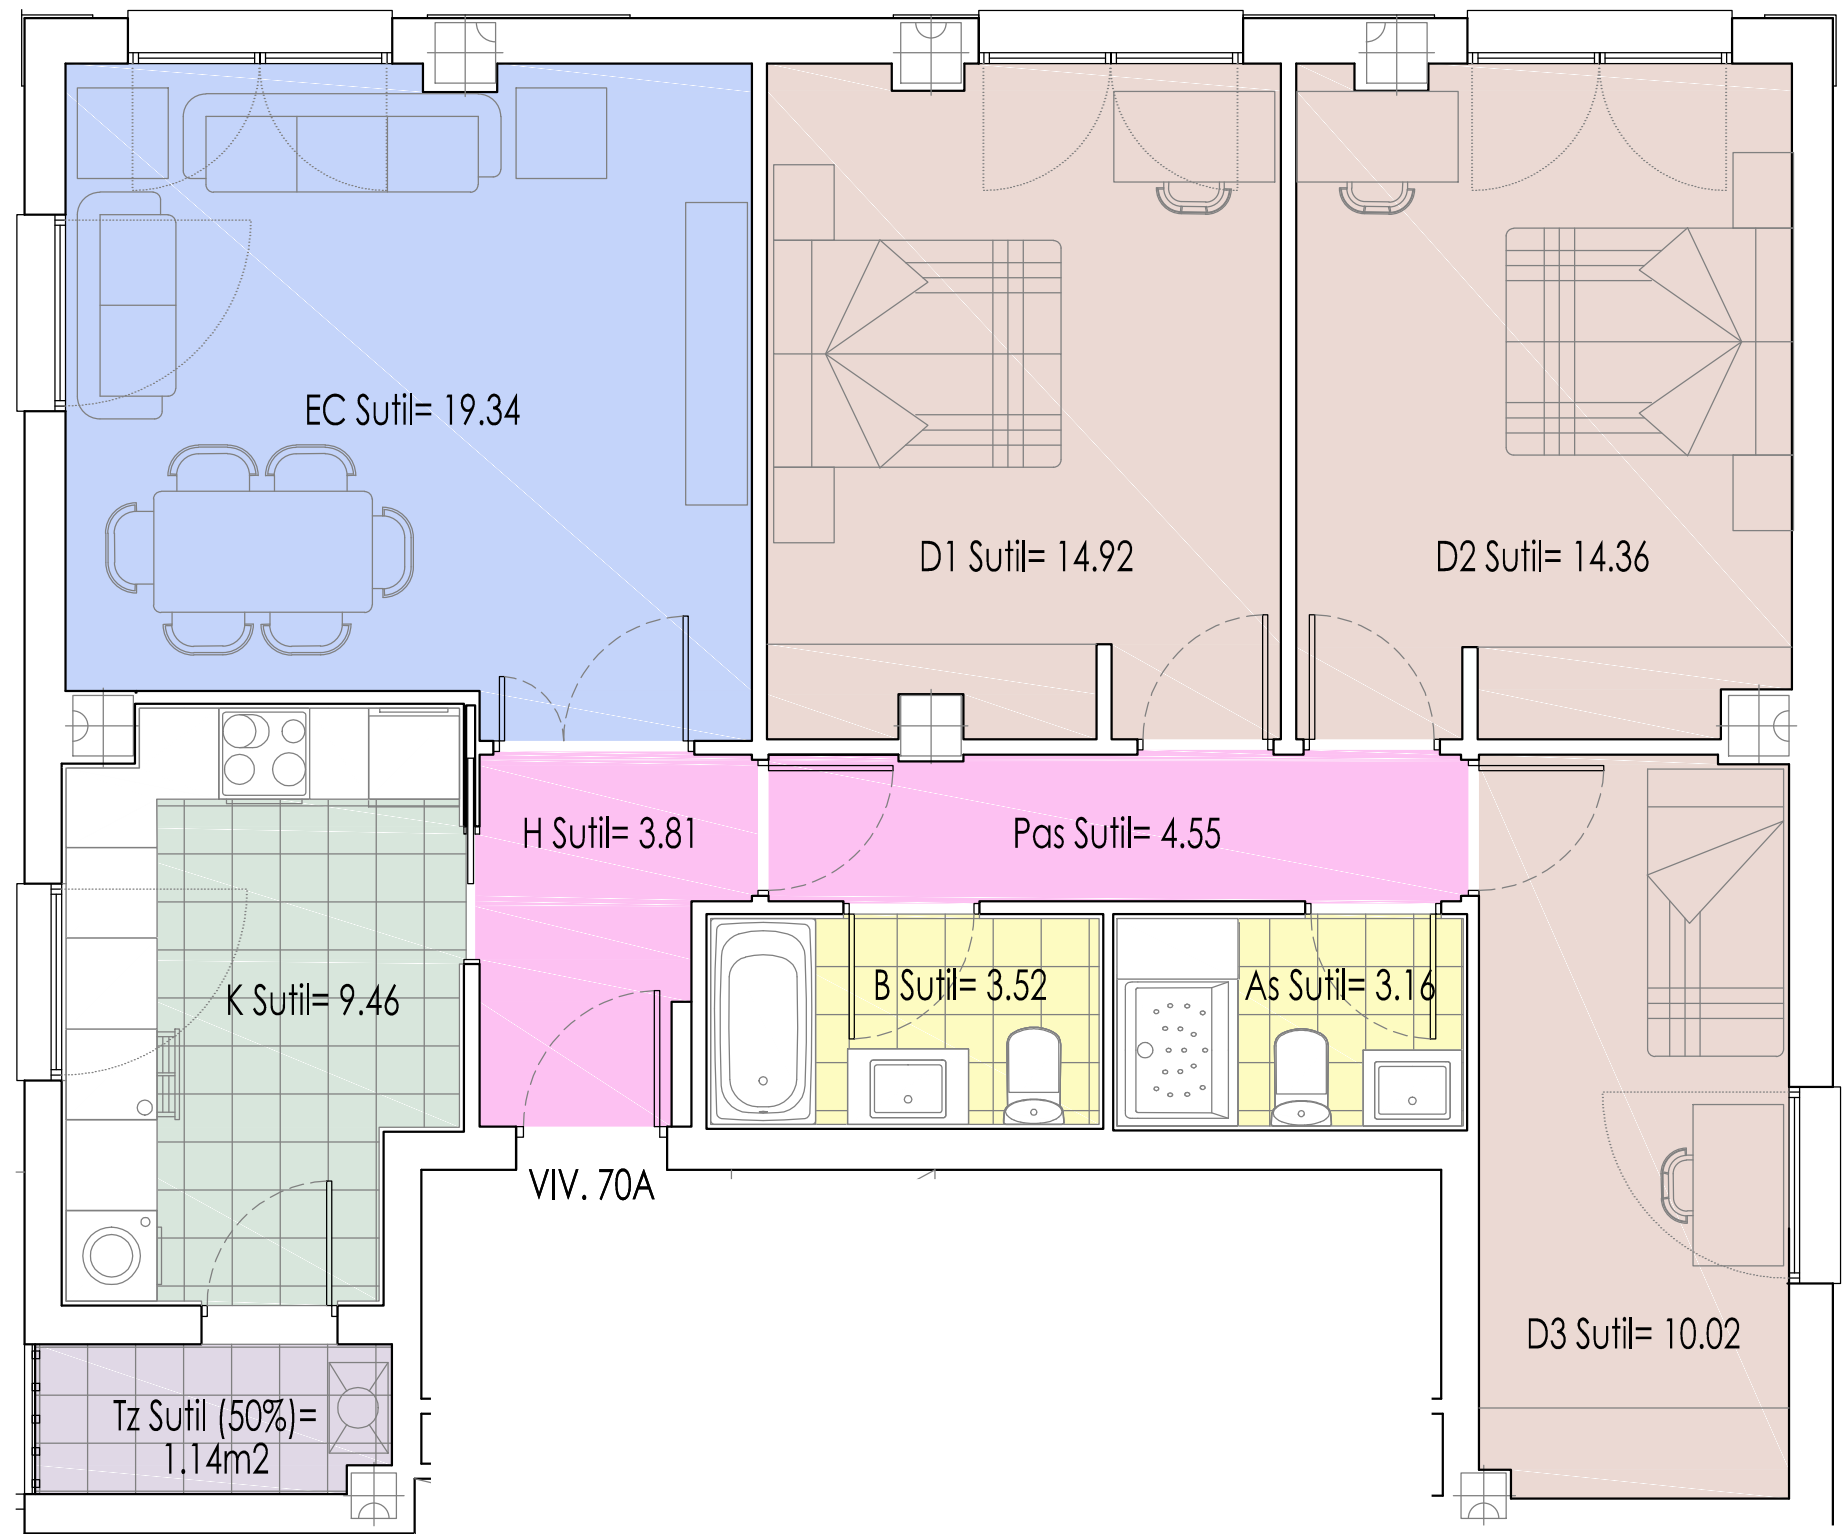 EC Sutil= 19.34
D1 Sutil= 14.92
D2 Sutil= 14.36
H Sutil= 3.81
Pas Sutil= 4.55
K Sutil= 9.46
B Sutil= 3.52
As Sutil= 3.16
VIV. 70A
D3 Sutil= 10.02
Tz Sutil (50%)=
1.14m2